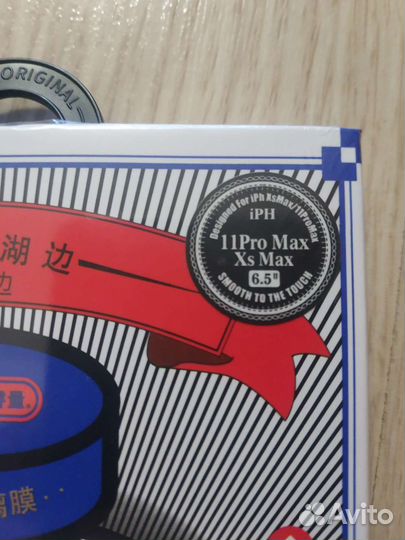 ORIGINAL
Designed For iPh XsMax/11ProMax
iPH
11Pro Max
Xs Max
6.5"
SMOOTH TO THE TOUCH
湖边
边
量。
膜··
Avito